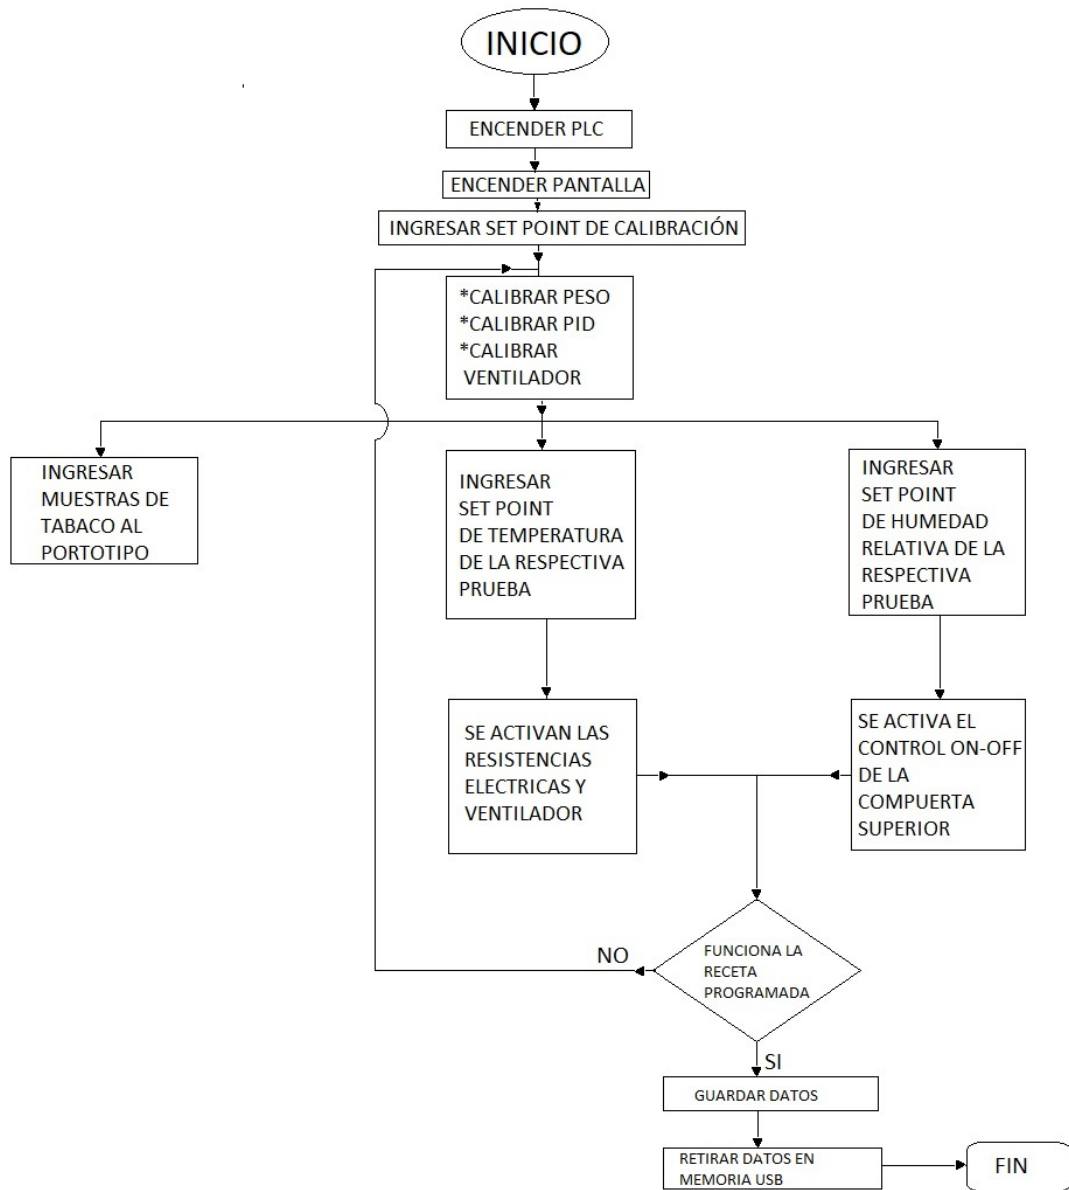 INICIO
ENCENDER PLC
ENCENDER PANTALLA
INGRESAR SET POINT DE CALIBRACIÓN
*CALIBRAR PESO
*CALIBRAR PID
*CALIBRAR
VENTILADOR
INGRESAR
MUESTRAS DE
TABACO AL
PORTOTIPO
INGRESAR
SET POINT
DE TEMPERATURA
DE LA RESPECTIVA
PRUEBA
INGRESAR
SET POINT
DE HUMEDAD
RELATIVA DE LA
RESPECTIVA
PRUEBA
SE ACTIVAN LAS
RESISTENCIAS
ELECTRICAS Y
VENTILADOR
SE ACTIVA EL
CONTROL ON-OFF
DE LA
COMPUERTA
SUPERIOR
NO
FUNCIONA LA
RECETA
PROGRAMADA
SI
GUARDAR DATOS
RETIRAR DATOS EN
MEMORIA USB
FIN